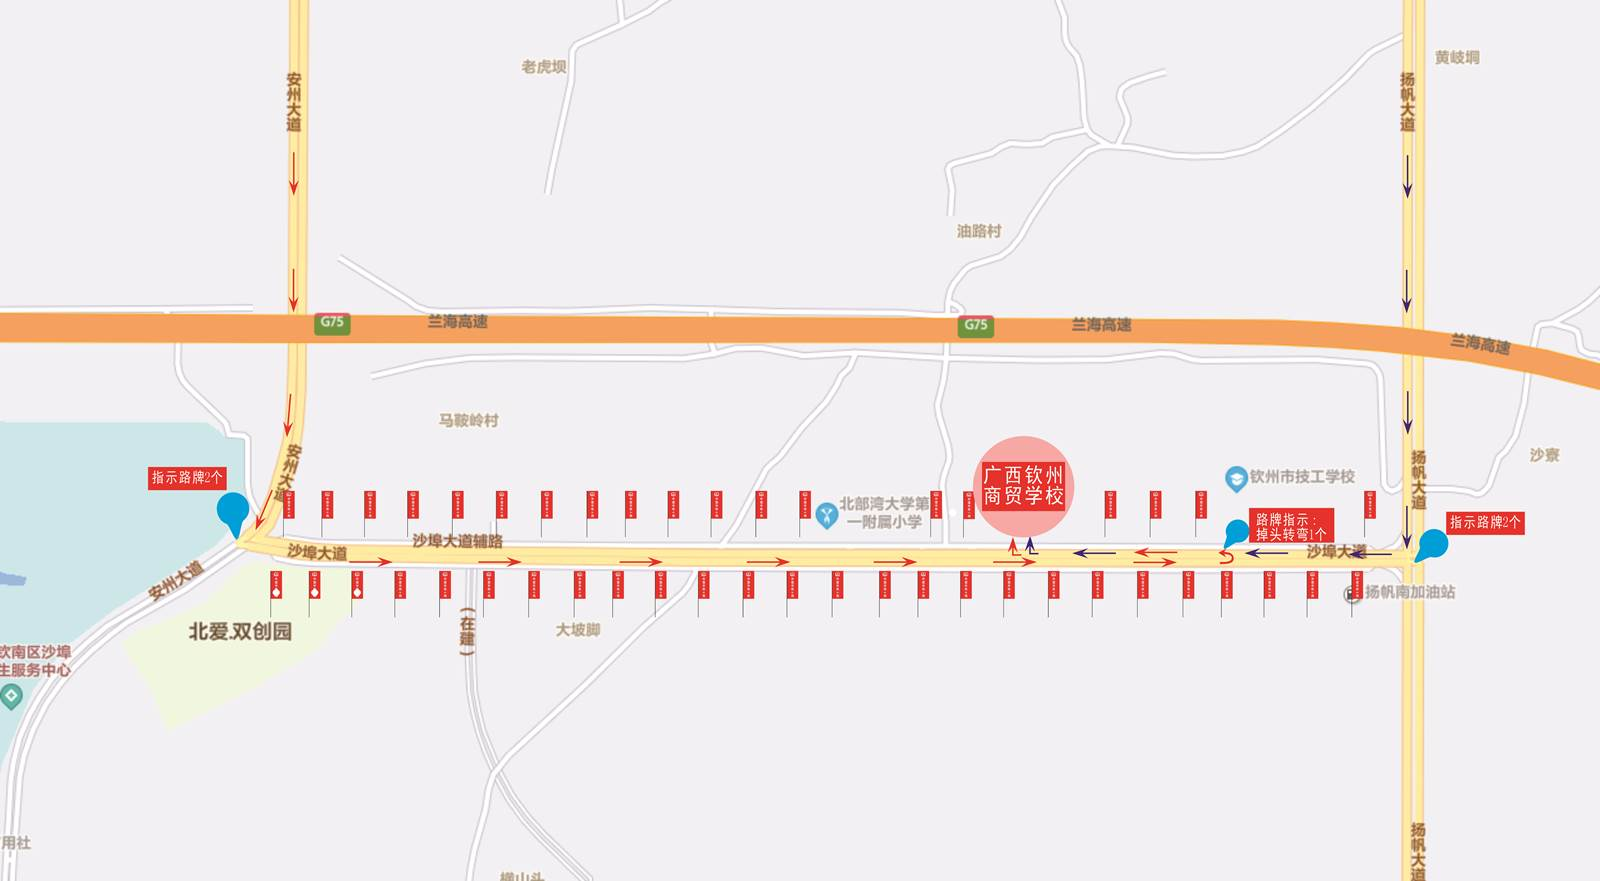 安州大道
老虎坝
扬帆大道
黄岐垌
油路村
G75
兰海高速
G75
兰海高速
兰海高速
马鞍岭村
安州大道
指示路牌2个
广西钦州
商贸学校
钦州市技工学校
扬帆大道
沙寮
北部湾大学第
一附属小学
路牌指示：
掉头转弯1个
指示路牌2个
沙埠大道
沙埠大道辅路
沙埠大道
安州大道
扬帆南加油站
北爱.双创园
（在建）
大坡脚
钦南区沙埠
生服务中心
用社
横山头
扬帆大道